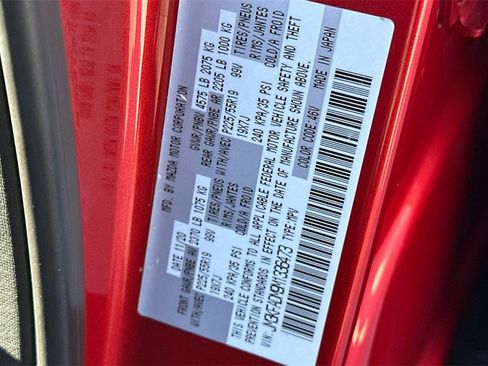 MFD. BY MAZDA MOTOR CORPORATION
DATE 11/20 GVWR/PNBV 4575 LB 2075 KG
FRONT GAWR/PNBE AV 2370 LB 1075 KG REAR GAWR/PNBE AR 2205 LB 1000 KG
WITH/AVEC TIRES/PNEUS P225/55R19 99V WITH/AVEC TIRES/PNEUS P225/55R19 99V
RIMS/JANTES 19X7J RIMS/JANTES 19X7J
COLD/A FROID 240 KPA/35 PSI COLD/A FROID 240 KPA/35 PSI
THIS VEHICLE CONFORMS TO ALL APPLICABLE FEDERAL MOTOR VEHICLE SAFETY AND THEFT
PREVENTION STANDARDS IN EFFECT ON THE DATE OF MANUFACTURE SHOWN ABOVE.
VIN: TYPE:MPV COLOR CODE:46V MADE IN JAPAN